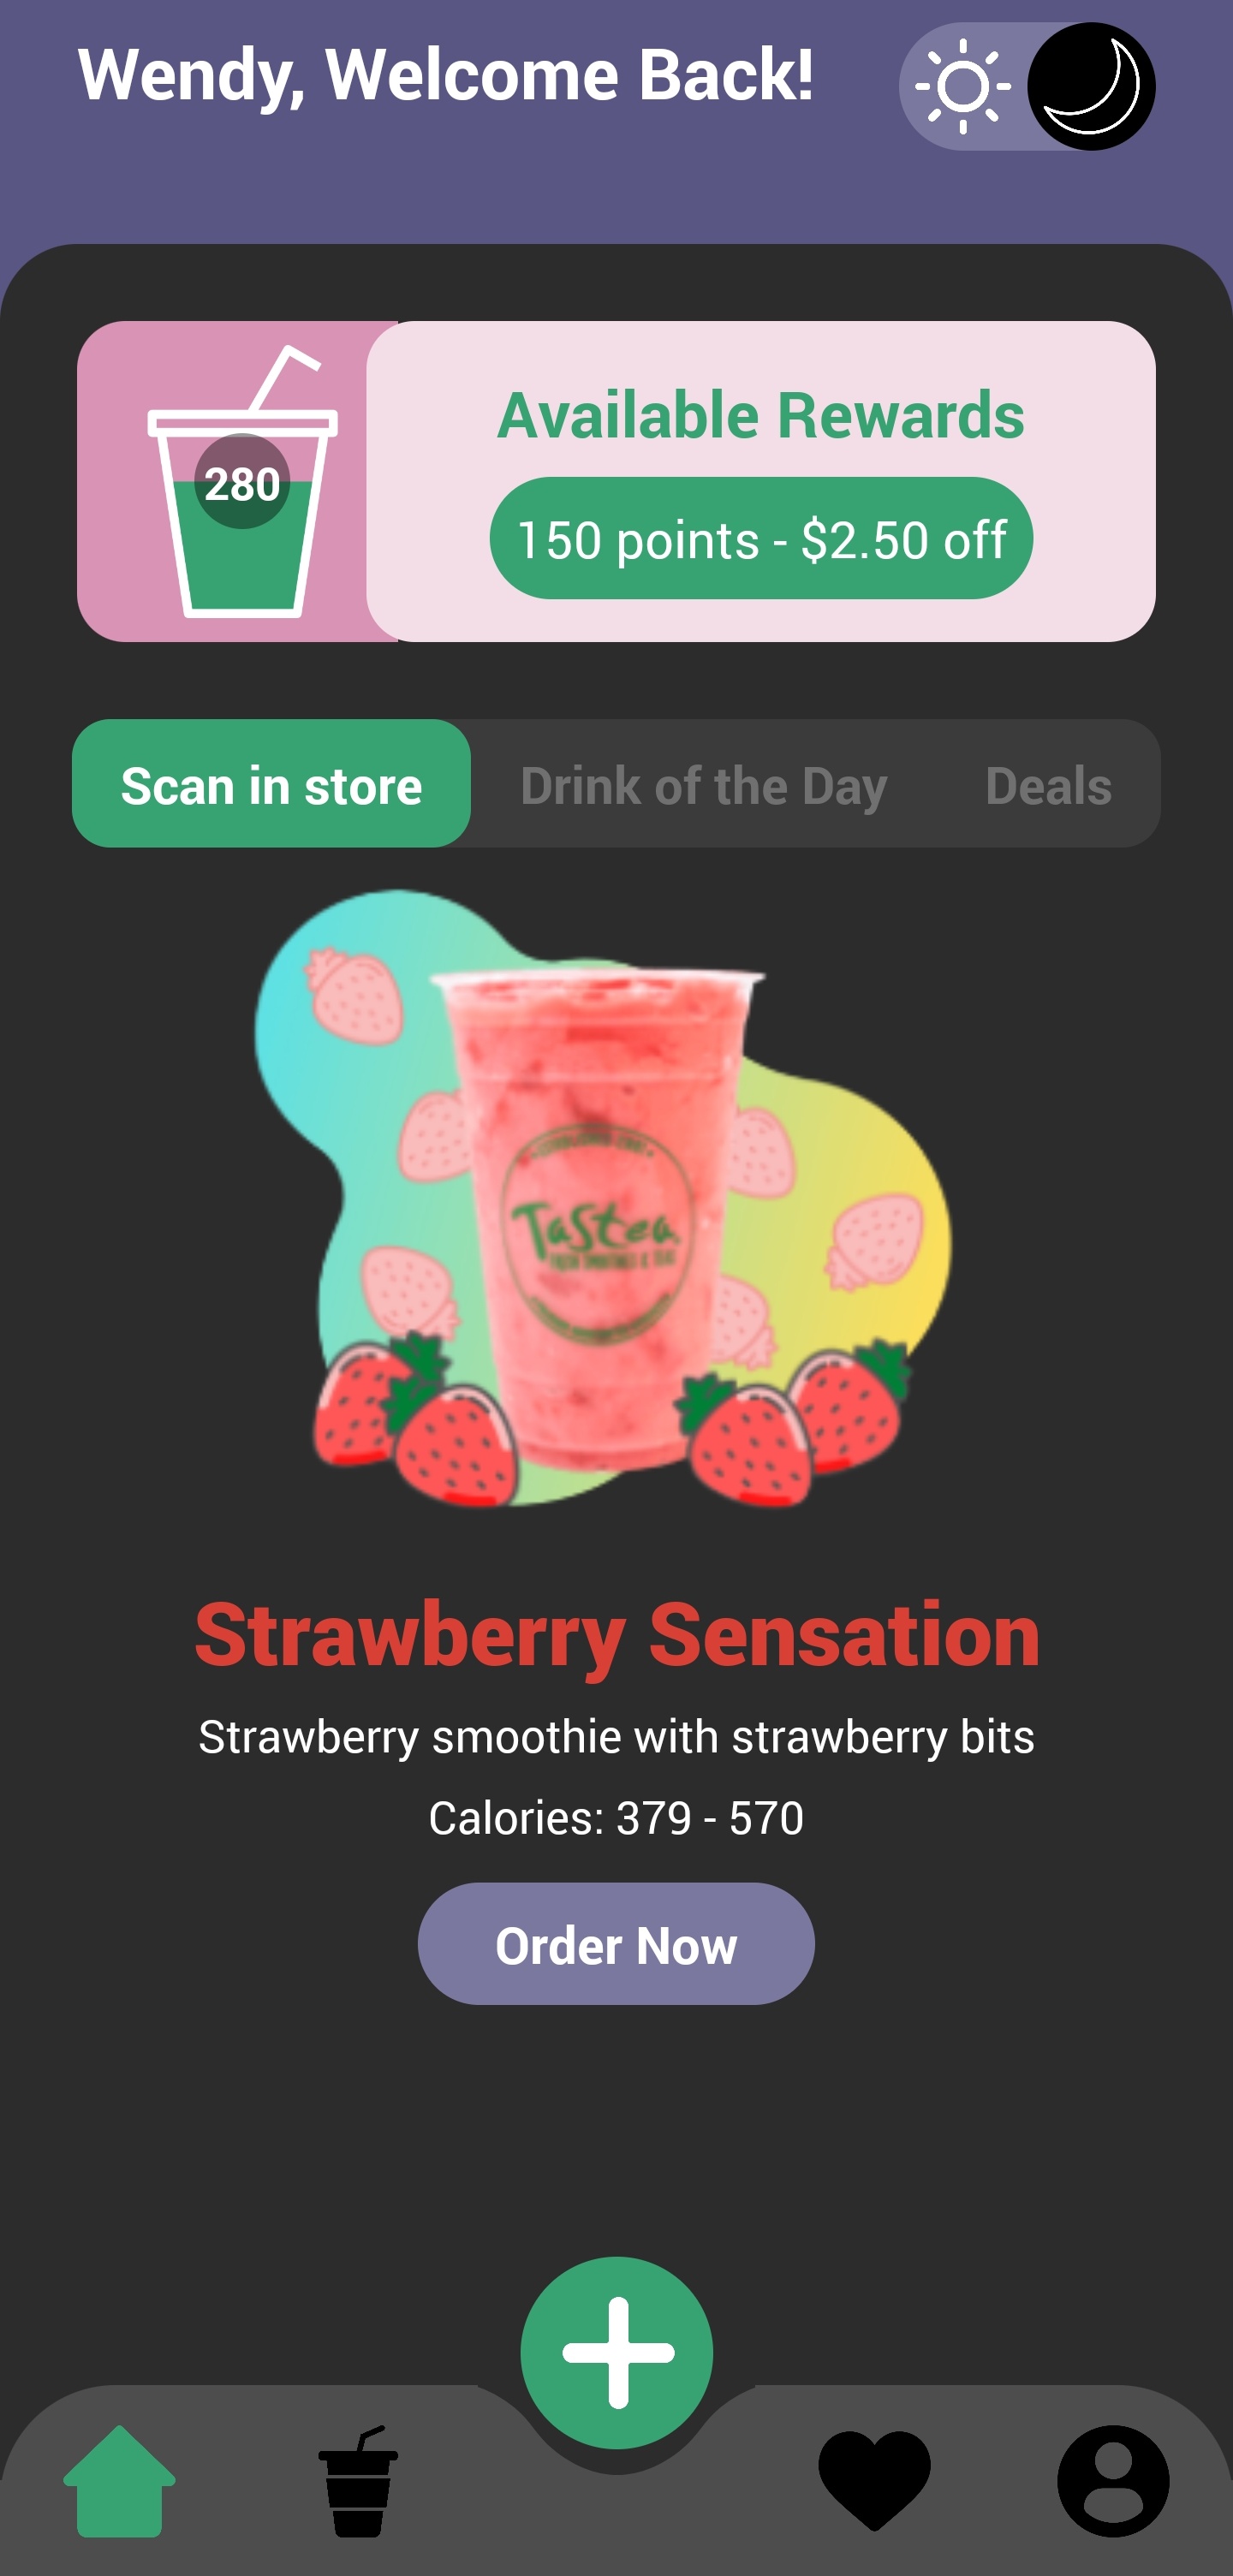 Wendy, Welcome Back!
Available Rewards
280
150 points - $2.50 off
Scan in store Drink of the Day Deals
Tastea
Strawberry Sensation
Strawberry smoothie with strawberry bits
Calories: 379 - 570
Order Now